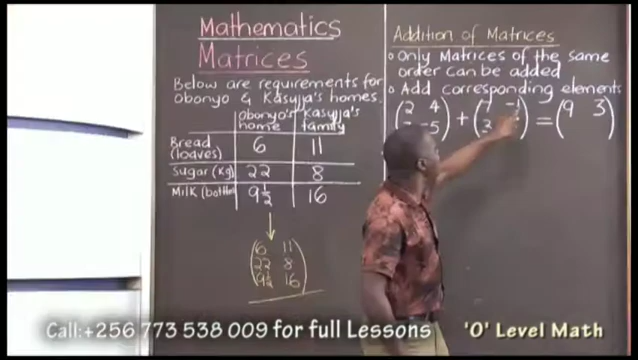 Mathematics
Matrices
Below are requirements for
Obonyo & Kasujja's homes.
Obonyo's home Kasujja's family
Bread (loaves) 6 11
Sugar (Kg) 22 8
Milk (bottles 9½ 16
6 11
22 8
9½ 16
Addition of Matrices
Only Matrices of the same
order can be added
Add corresponding elements
(2 4 + (7 -1 = (9 3)
-5) 3
Call:+256 773 538 009 for full Lessons 'O' Level Math